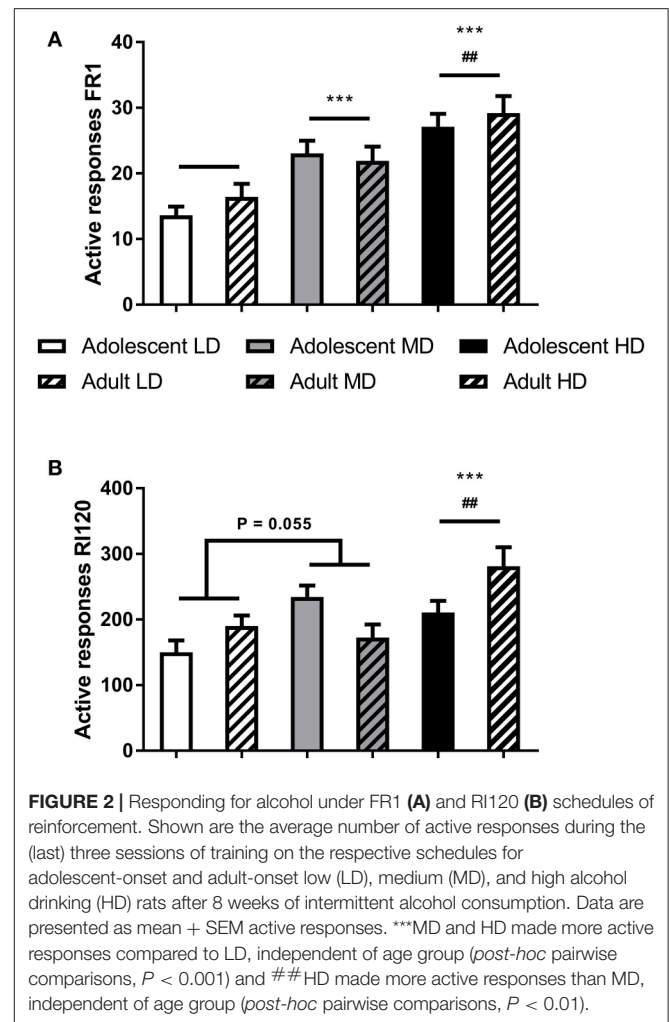 A
Active responses FR1
40
30
20
10
0
***
***
##
Adolescent LD Adolescent MD Adolescent HD
Adult LD Adult MD Adult HD
B
Active responses RI120
400
300
200
100
0
P = 0.055
***
##
FIGURE 2 | Responding for alcohol under FR1 (A) and RI120 (B) schedules of
reinforcement. Shown are the average number of active responses during the
(last) three sessions of training on the respective schedules for
adolescent-onset and adult-onset low (LD), medium (MD), and high alcohol
drinking (HD) rats after 8 weeks of intermittent alcohol consumption. Data are
presented as mean + SEM active responses. ***MD and HD made more active
responses compared to LD, independent of age group (post-hoc pairwise
comparisons, P < 0.001) and ##HD made more active responses than MD,
independent of age group (post-hoc pairwise comparisons, P < 0.01).